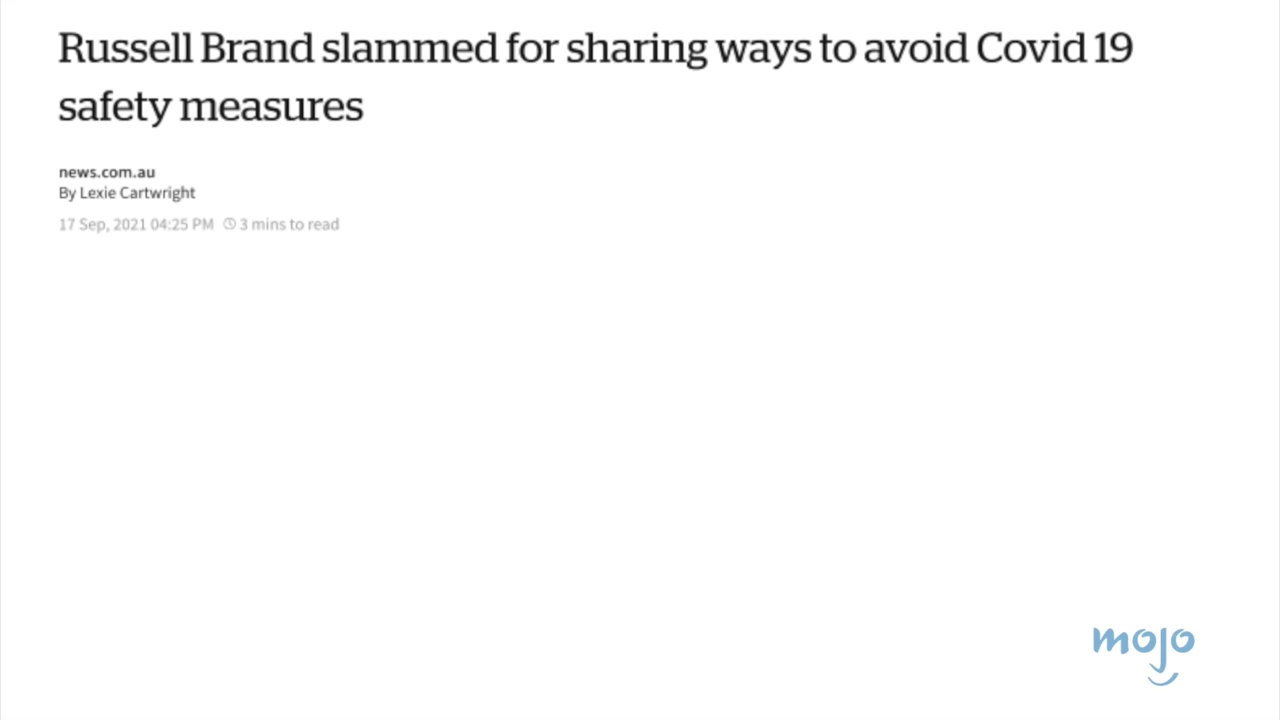 Russell Brand slammed for sharing ways to avoid Covid 19
safety measures
news.com.au
By Lexie Cartwright
17 Sep, 2021 04:25 PM 3 mins to read
mojo